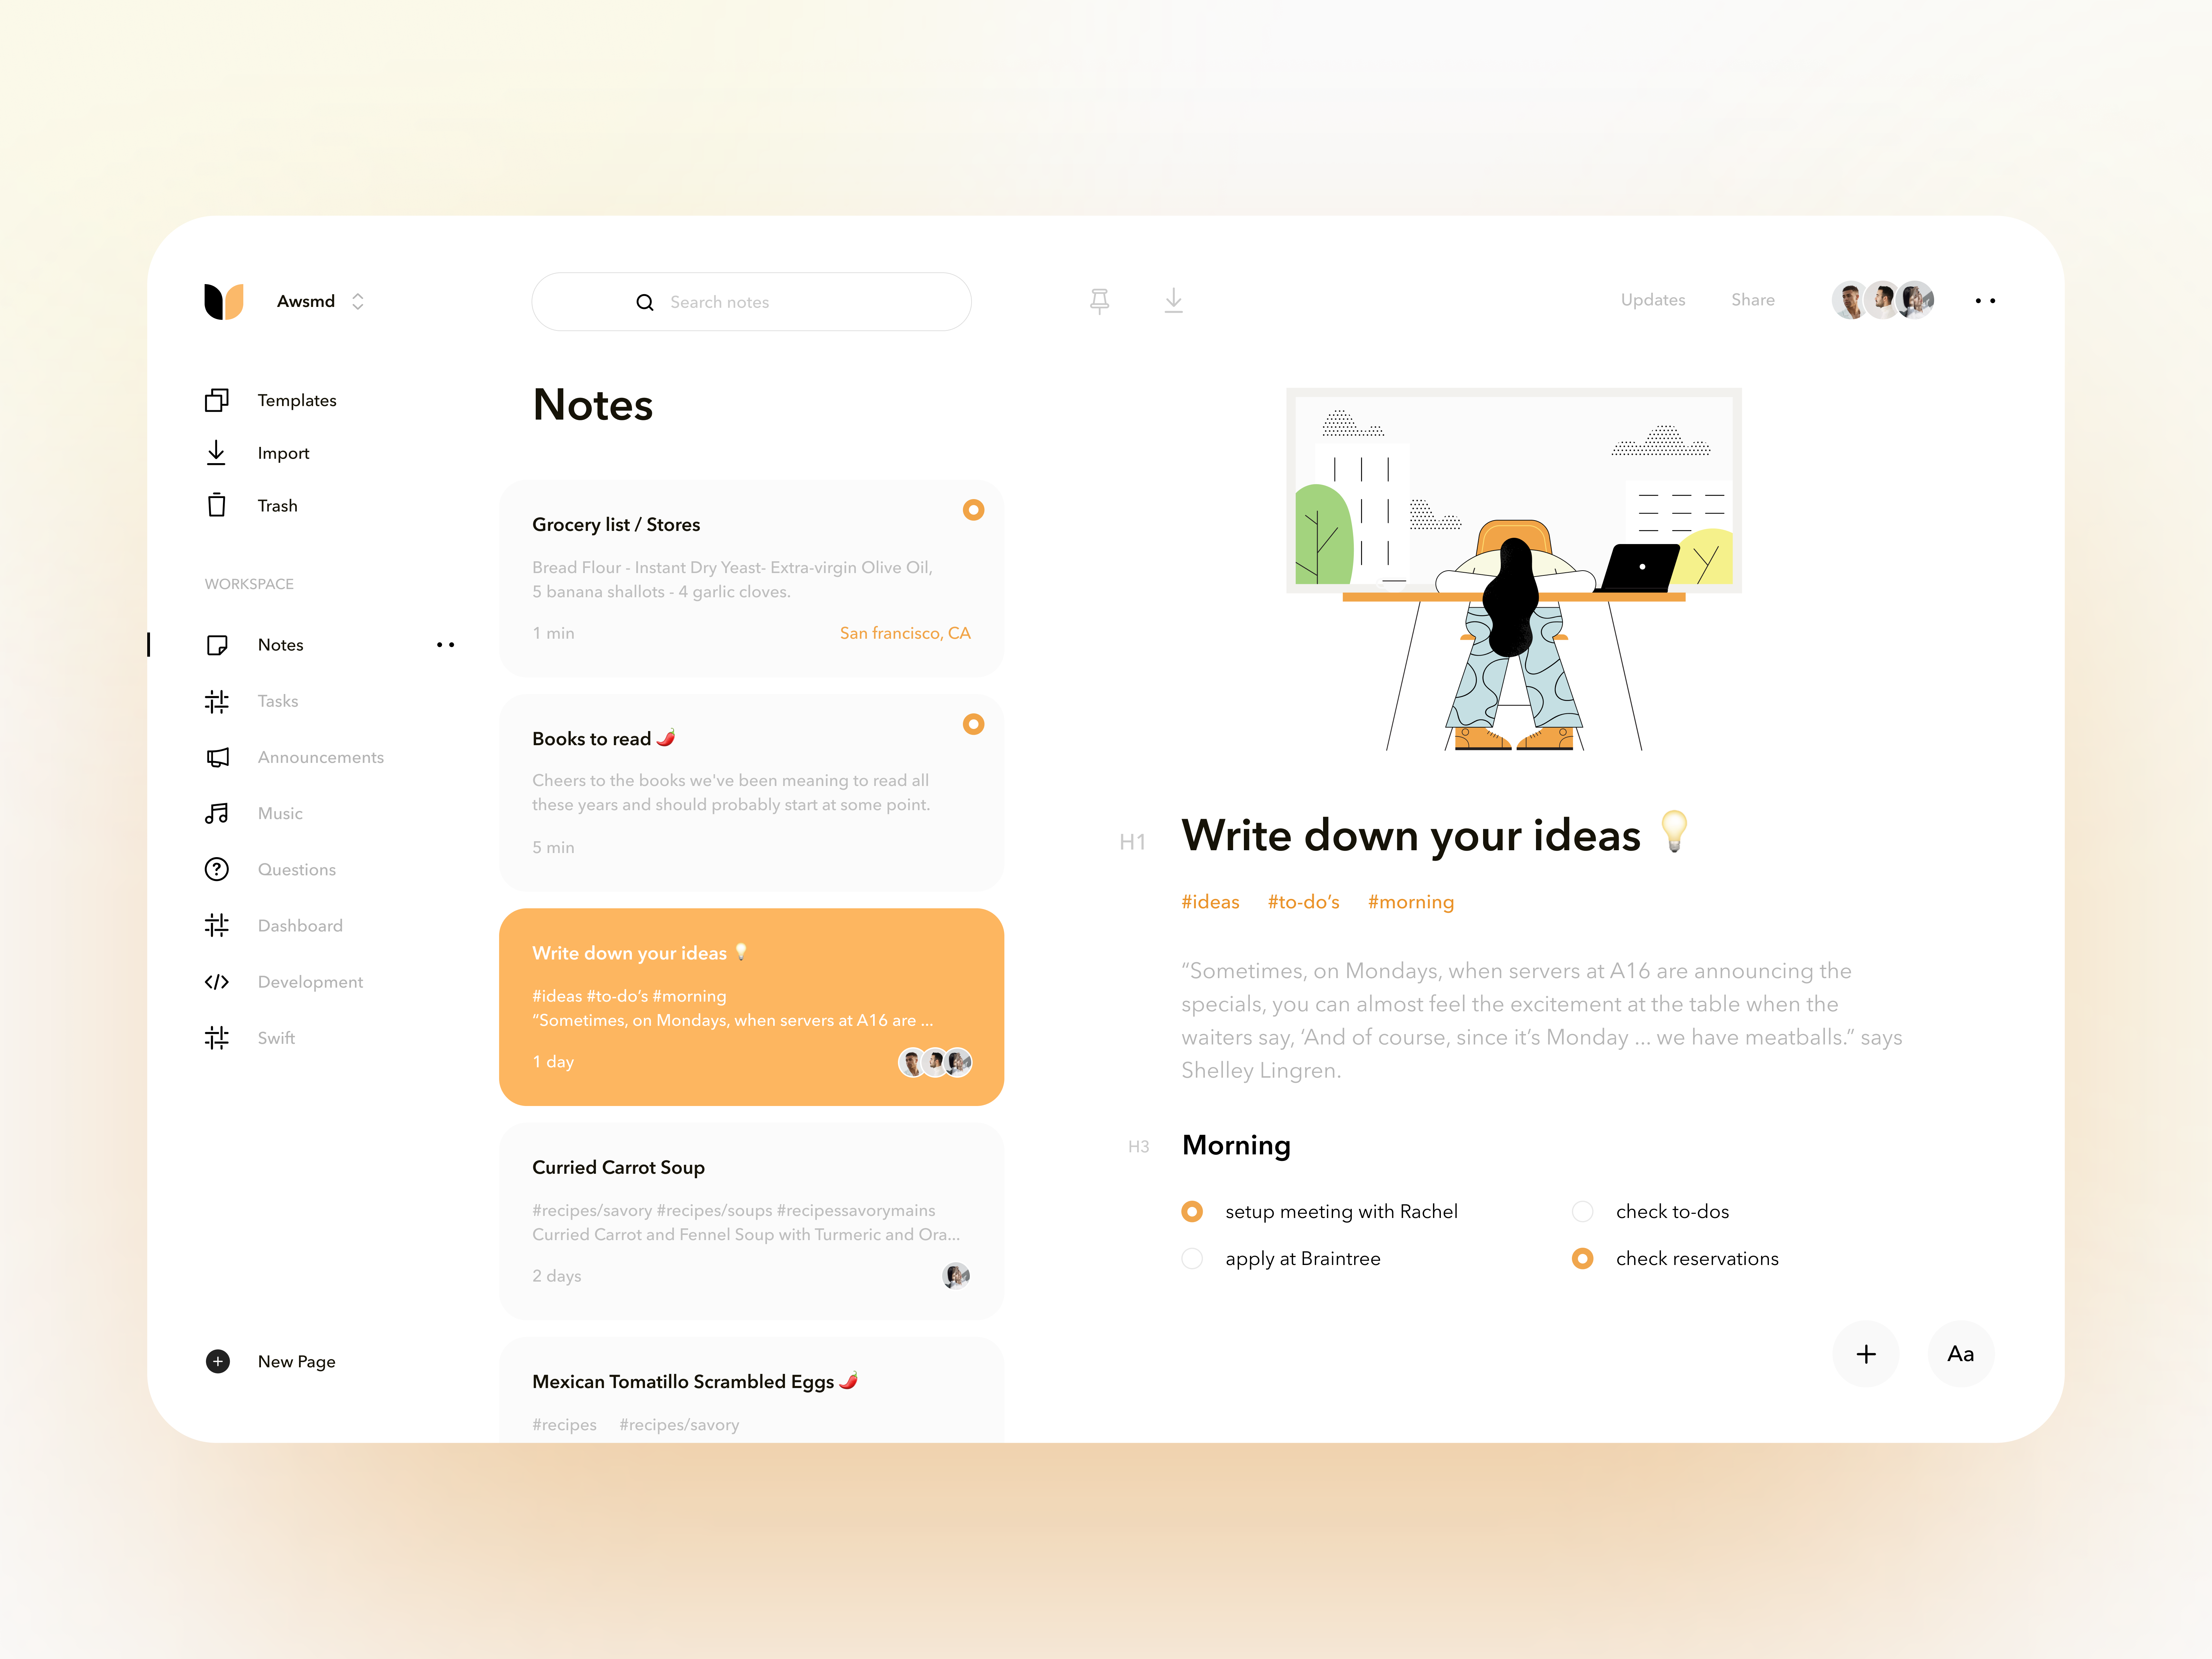 Awsmd
Search notes
Updates
Share
Templates
Import
Trash
WORKSPACE
Notes
Tasks
Announcements
Music
Questions
Dashboard
Development
Swift
New Page
Notes
Grocery list / Stores
Bread Flour - Instant Dry Yeast- Extra-virgin Olive Oil,
5 banana shallots - 4 garlic cloves.
1 min
San francisco, CA
Books to read 🌶️
Cheers to the books we've been meaning to read all
these years and should probably start at some point.
5 min
Write down your ideas 💡
#ideas #to-do’s #morning
“Sometimes, on Mondays, when servers at A16 are ...
1 day
Curried Carrot Soup
#recipes/savory #recipes/soups #recipessavorymains
Curried Carrot and Fennel Soup with Turmeric and Ora...
2 days
Mexican Tomatillo Scrambled Eggs 🌶️
#recipes #recipes/savory
H1 Write down your ideas 💡
#ideas #to-do’s #morning
“Sometimes, on Mondays, when servers at A16 are announcing the
specials, you can almost feel the excitement at the table when the
waiters say, ‘And of course, since it’s Monday ... we have meatballs.” says
Shelley Lingren.
H3 Morning
setup meeting with Rachel
check to-dos
apply at Braintree
check reservations
Aa